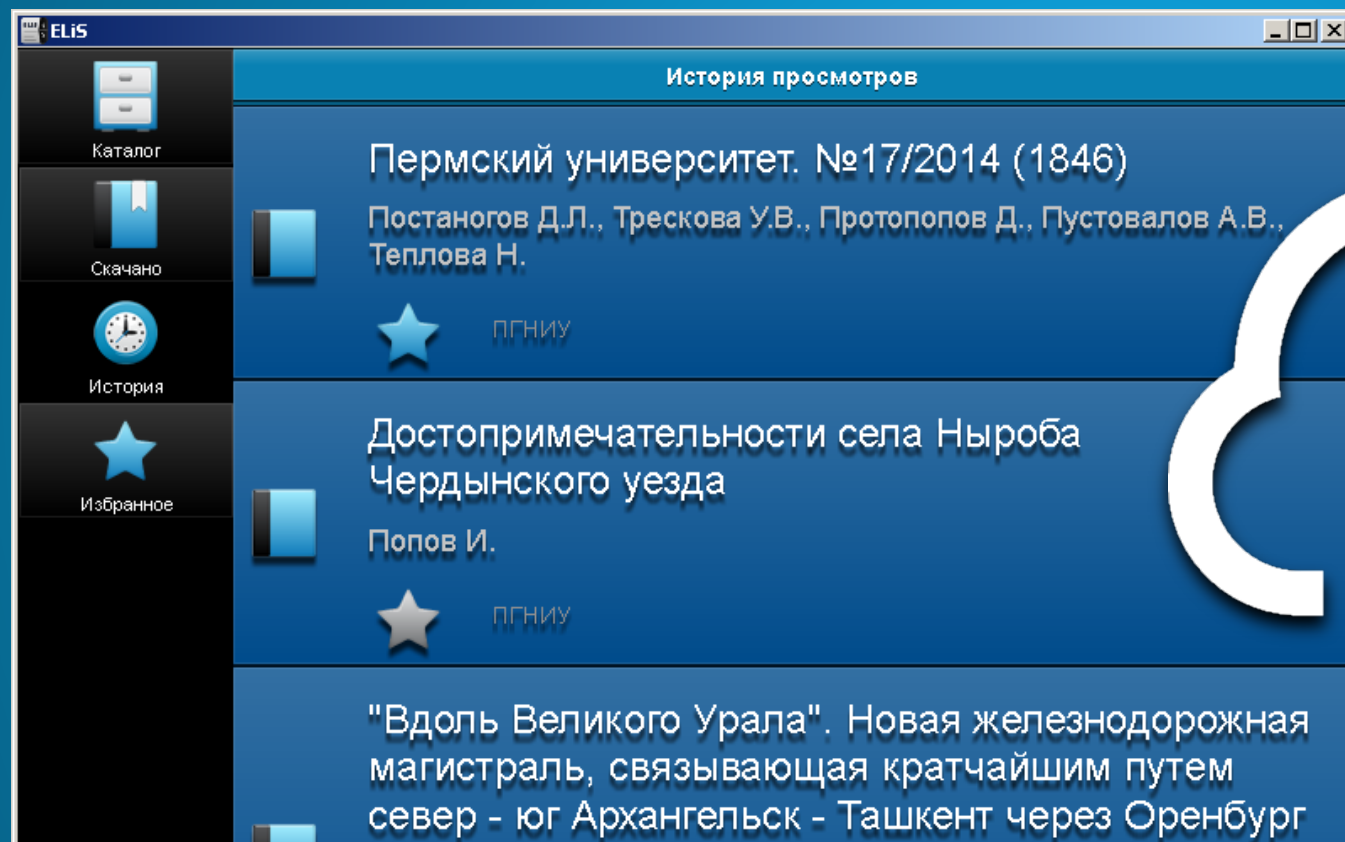 ELiS
История просмотров
Каталог
Скачано
История
Избранное
Пермский университет. №17/2014 (1846)
Постаногов Д.Л., Трескова У.В., Протопопов Д., Пустовалов А.В.,
Теплова Н.
ПГНИУ
Достопримечательности села Ныроба
Чердынского уезда
Попов И.
ПГНИУ
"Вдоль Великого Урала". Новая железнодорожная
магистраль, связывающая кратчайшим путем
север - юг Архангельск - Ташкент через Оренбург